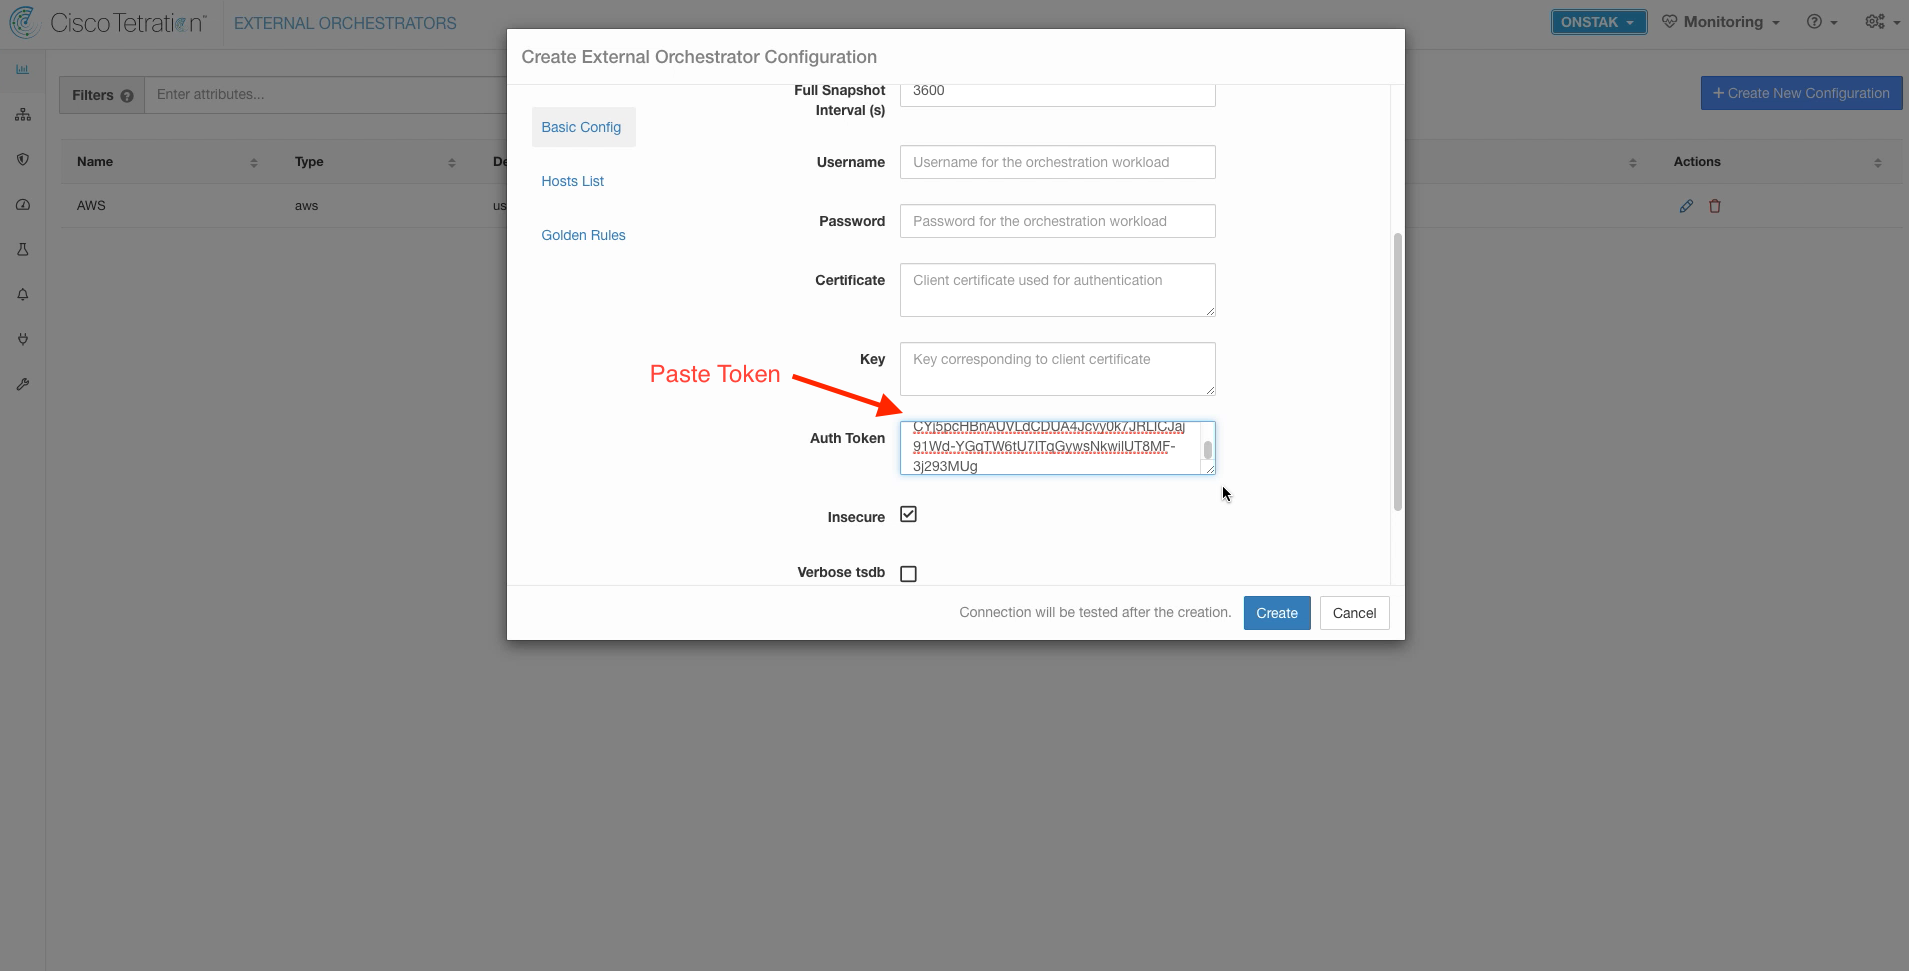 Cisco Tetration™
EXTERNAL ORCHESTRATORS
ONSTAK
Monitoring
Create External Orchestrator Configuration
Filters
Enter attributes...
+ Create New Configuration
Full Snapshot
Interval (s)
3600
Basic Config
Hosts List
Golden Rules
Name
Type
De
Actions
AWS
aws
us
Username
Username for the orchestration workload
Password
Password for the orchestration workload
Certificate
Client certificate used for authentication
Key
Key corresponding to client certificate
Paste Token
Auth Token
3j293MUg
Insecure
Verbose tsdb
Connection will be tested after the creation.
Create
Cancel